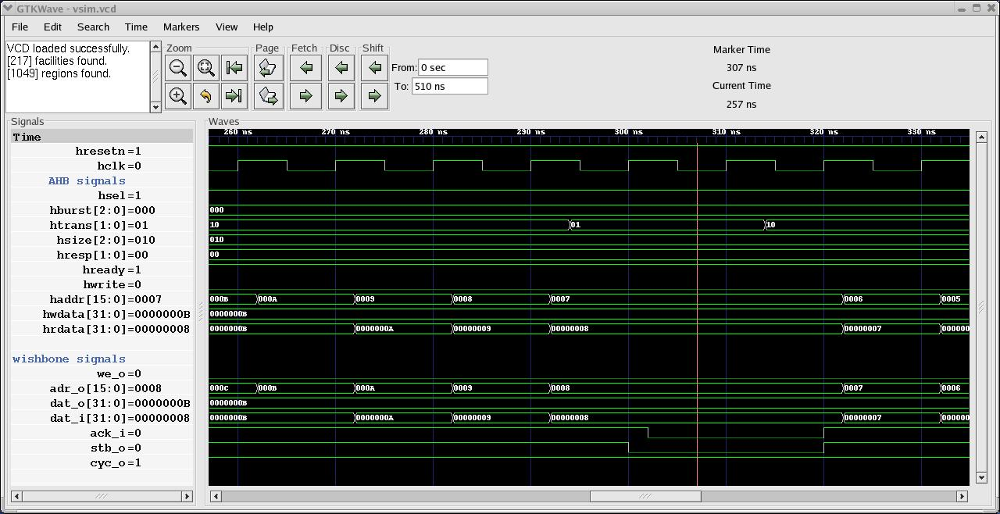 GTKWave - vsim.vcd
File Edit Search Time Markers View Help
VCD loaded successfully.
[217] facilities found.
[1049] regions found.
Zoom Page Fetch Disc Shift
From: 0 sec
To: 510 ns
Marker Time
307 ns
Current Time
257 ns
Signals
Waves
Time
260 ns 270 ns 280 ns 290 ns 300 ns 310 ns 320 ns 330 ns
hresetn=1
hclk=0
AHB signals
hsel=1
hburst[2:0]=000 000
htrans[1:0]=01 10 01 10
hsize[2:0]=010 010
hresp[1:0]=00 00
hready=1
hwrite=0
haddr[15:0]=0007 000B 000A 0009 0008 0007 0006 0005
hwdata[31:0]=0000000B 0000000B
hrdata[31:0]=00000008 0000000B 0000000A 00000009 00000008 00000007 000000
wishbone signals
we_o=0
adr_o[15:0]=0008 000C 000B 000A 0009 0008 0007 0006
dat_o[31:0]=0000000B 0000000B
dat_i[31:0]=00000008 0000000B 0000000A 00000009 00000008 00000007 000000
ack_i=0
stb_o=0
cyc_o=1